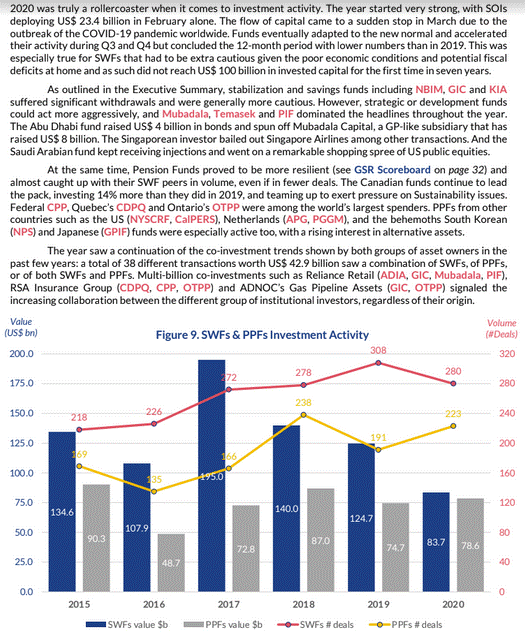 2020 was truly a rollercoaster when it comes to investment activity. The year started very strong, with SOIs
deploying US$ 23.4 billion in February alone. The flow of capital came to a sudden stop in March due to the
outbreak of the COVID-19 pandemic worldwide. Funds eventually adapted to the new normal and accelerated
their activity during Q3 and Q4 but concluded the 12-month period with lower numbers than in 2019. This was
especially true for SWFs that had to be extra cautious given the poor economic conditions and potential fiscal
deficits at home and as such did not reach US$ 100 billion in invested capital for the first time in seven years.
As outlined in the Executive Summary, stabilization and savings funds including NBIM, GIC and KIA
suffered significant withdrawals and were generally more cautious. However, strategic or development funds
could act more aggressively, and Mubadala, Temasek and PIF dominated the headlines throughout the year.
The Abu Dhabi fund raised US$ 4 billion in bonds and spun off Mubadala Capital, a GP-like subsidiary that has
raised US$ 8 billion. The Singaporean investor bailed out Singapore Airlines among other transactions. And the
Saudi Arabian fund kept receiving injections and went on a remarkable shopping spree of US public equities.
At the same time, Pension Funds proved to be more resilient (see GSR Scoreboard on page 32) and
almost caught up with their SWF peers in volume, even if in fewer deals. The Canadian funds continue to lead
the pack, investing 14% more than they did in 2019, and teaming up to exert pressure on Sustainability issues.
Federal CPP, Quebec's CDPQ and Ontario's OTPP were among the world's largest spenders. PPFs from other
countries such as the US (NYSCRF, CalPERS), Netherlands (APG, PGGM), and the behemoths South Korean
(NPS) and Japanese (GPIF) funds were especially active too, with a rising interest in alternative assets.
The year saw a continuation of the co-investment trends shown by both groups of asset owners in the
past few years: a total of 38 different transactions worth US$ 42.9 billion saw a combination of SWFs, of PPFs,
or of both SWFs and PPFs. Multi-billion co-investments such as Reliance Retail (ADIA, GIC, Mubadala, PIF),
RSA Insurance Group (CDPQ, CPP, OTPP) and ADNOC's Gas Pipeline Assets (GIC, OTPP) signaled the
increasing collaboration between the different group of institutional investors, regardless of their origin.
Value
(US$ bn)
Figure 9. SWFs & PPFs Investment Activity
Volume
(#Deals)
200.0 308 320
175.0 272 278 280 280
150.0 218 226 238 240
125.0 169 166 191 223 200
100.0 135 195.0 160
75.0 134.6 107.9 140.0 124.7 120
50.0 90.3 72.8 87.0 74.7 83.7 78.6 80
25.0 48.7 40
0.0 0
2015 2016 2017 2018 2019 2020
SWFs value $b PPFs value $b SWFs # deals PPFs # deals